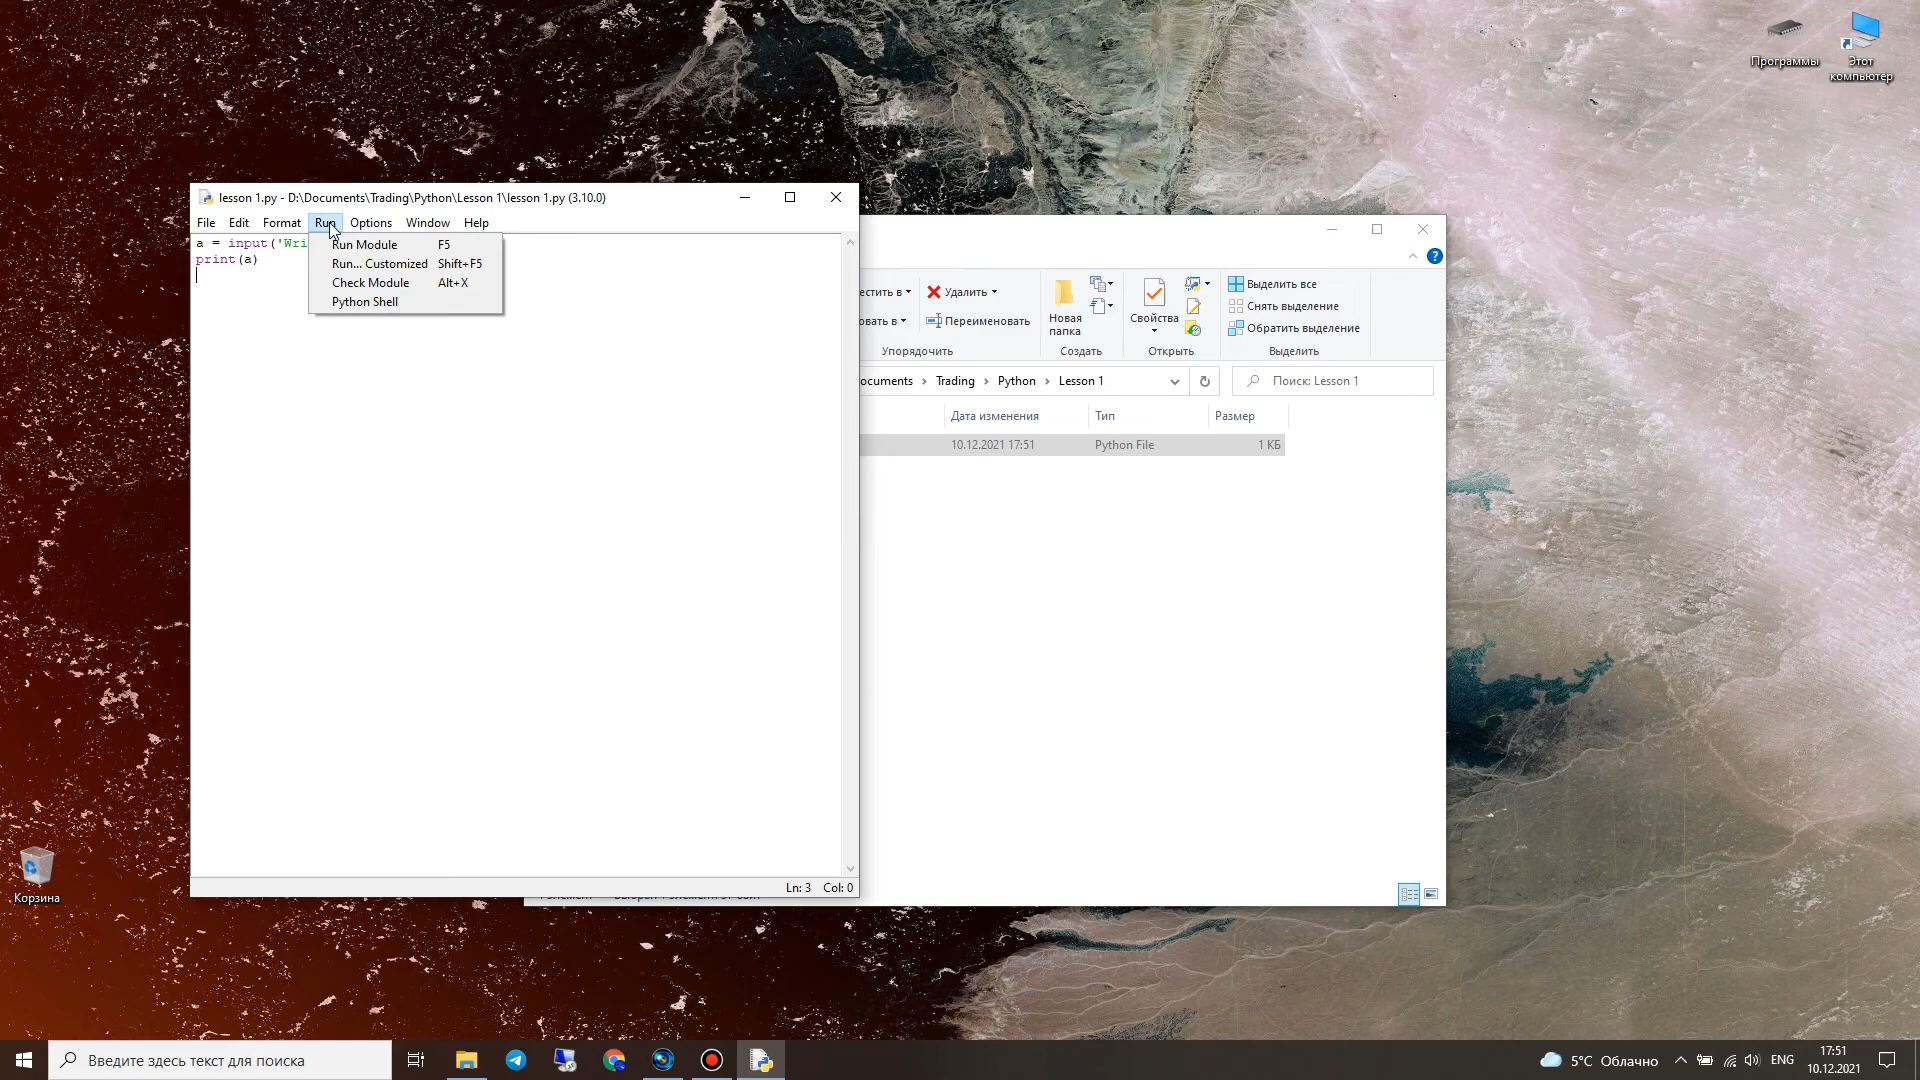 Программы
Этот
компьютер
lesson 1.py - D:\Documents\Trading\Python\Lesson 1\lesson 1.py (3.10.0)
File Edit Format Run Options Window Help
a = input('Wri
print(a)
Run Module F5
Run... Customized Shift+F5
Check Module Alt+X
Python Shell
естить в
Удалить
овать в
Переименовать
Упорядочить
Новая
папка
Создать
Свойства
Открыть
Выделить все
Снять выделение
Обратить выделение
Выделить
ocuments Trading Python Lesson 1
Поиск: Lesson 1
Дата изменения Тип Размер
10.12.2021 17:51 Python File 1 КБ
Ln: 3 Col: 0
Корзина
Введите здесь текст для поиска
5°C Облачно
ENG
17:51
10.12.2021